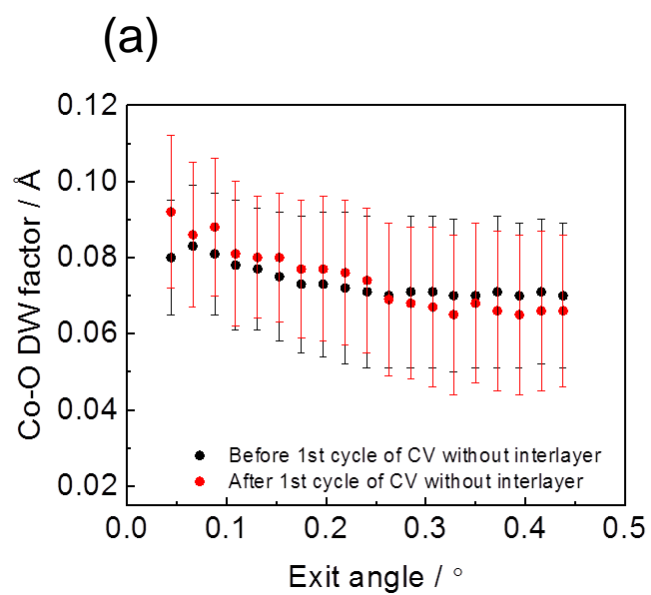 (a)
0.12
0.10
0.08
0.06
0.04
0.02
Co-O DW factor / Å
Before 1st cycle of CV without interlayer
After 1st cycle of CV without interlayer
0.0 0.1 0.2 0.3 0.4 0.5
Exit angle / °